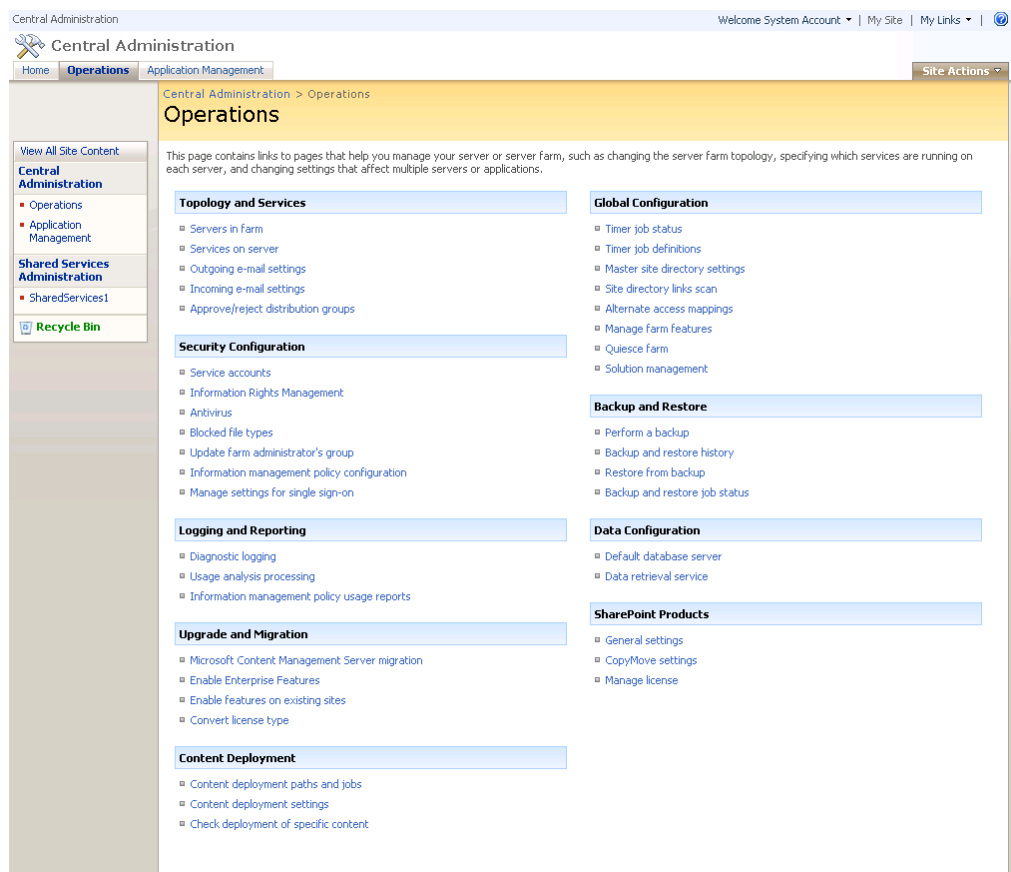 Central Administration
Welcome System Account | My Site | My Links |
Central Administration
Home Operations Application Management
Site Actions
Central Administration > Operations
Operations
View All Site Content
Central
Administration
Operations
Application
Management
Shared Services
Administration
SharedServices1
Recycle Bin
This page contains links to pages that help you manage your server or server farm, such as changing the server farm topology, specifying which services are running on
each server, and changing settings that affect multiple servers or applications.
Topology and Services
Servers in farm
Services on server
Outgoing e-mail settings
Incoming e-mail settings
Approve/reject distribution groups
Security Configuration
Service accounts
Information Rights Management
Antivirus
Blocked file types
Update farm administrator's group
Information management policy configuration
Manage settings for single sign-on
Logging and Reporting
Diagnostic logging
Usage analysis processing
Information management policy usage reports
Upgrade and Migration
Microsoft Content Management Server migration
Enable Enterprise Features
Enable features on existing sites
Convert license type
Content Deployment
Content deployment paths and jobs
Content deployment settings
Check deployment of specific content
Global Configuration
Timer job status
Timer job definitions
Master site directory settings
Site directory links scan
Alternate access mappings
Manage farm features
Quiesce farm
Solution management
Backup and Restore
Perform a backup
Backup and restore history
Restore from backup
Backup and restore job status
Data Configuration
Default database server
Data retrieval service
SharePoint Products
General settings
CopyMove settings
Manage license